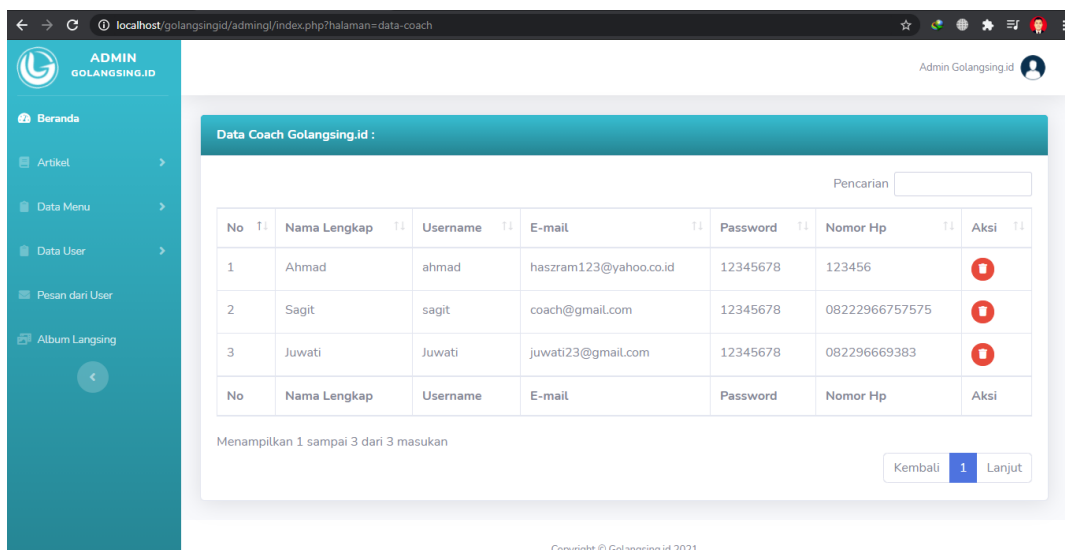 localhost/golangsingid/admingl/index.php?halaman=data-coach
ADMIN
GOLANGSING.ID
Admin Golangsing.id
Beranda
Artikel
Data Menu
Data User
Pesan dari User
Album Langsing
Data Coach Golangsing.id :
Pencarian
No Nama Lengkap Username E-mail Password Nomor Hp Aksi
1 Ahmad ahmad haszram123@yahoo.co.id 12345678 123456
2 Sagit sagit coach@gmail.com 12345678 08222966757575
3 Juwati Juwati juwati23@gmail.com 12345678 082296669383
No Nama Lengkap Username E-mail Password Nomor Hp Aksi
Menampilkan 1 sampai 3 dari 3 masukan
Kembali 1 Lanjut
Copyright © Golangsing.id 2021